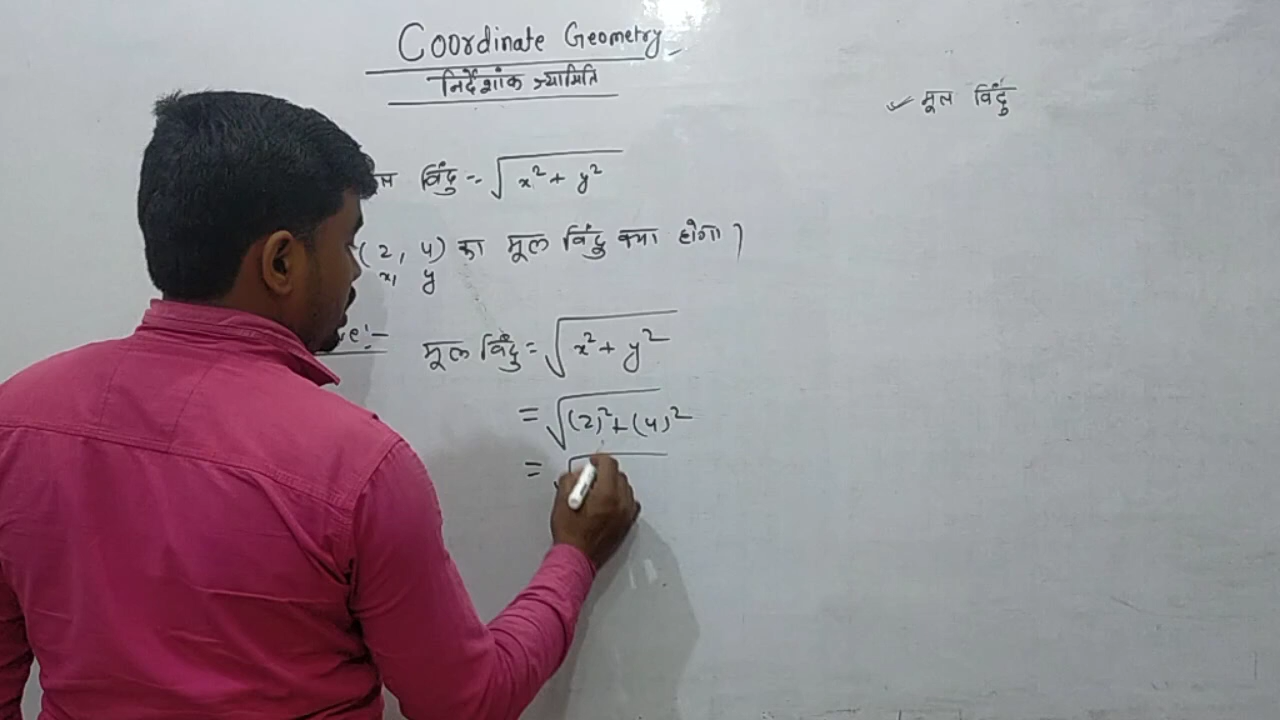 Coordinate Geometry
निर्देशांक ज्यामिति
✓ मूल बिंदु
बिंदु = √x² + y²
(2, 4) का मूल बिंदु क्या होगा।
x, y
मूल बिंदु = √x² + y²
= √(2)² + (4)²
= √